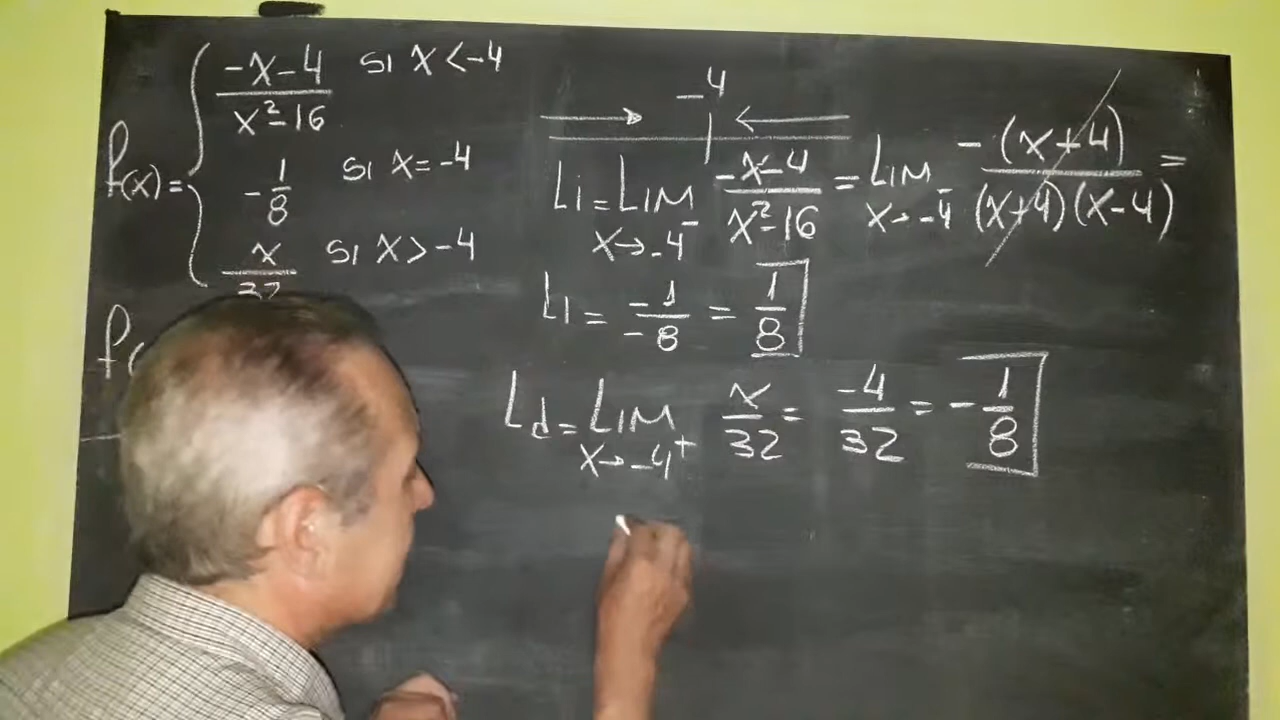 f(x) = { (-x-4)/(x²-16) si x < -4
-1/8 si x = -4
x/32 si x > -4
f(
-4
Li = Lim x→-4⁻ (-x-4)/(x²-16) = Lim x→-4⁻ -(x+4)/((x+4)(x-4)) =
Li = -1/-8 = 1/8
Ld = Lim x→-4⁺ x/32 = -4/32 = -1/8